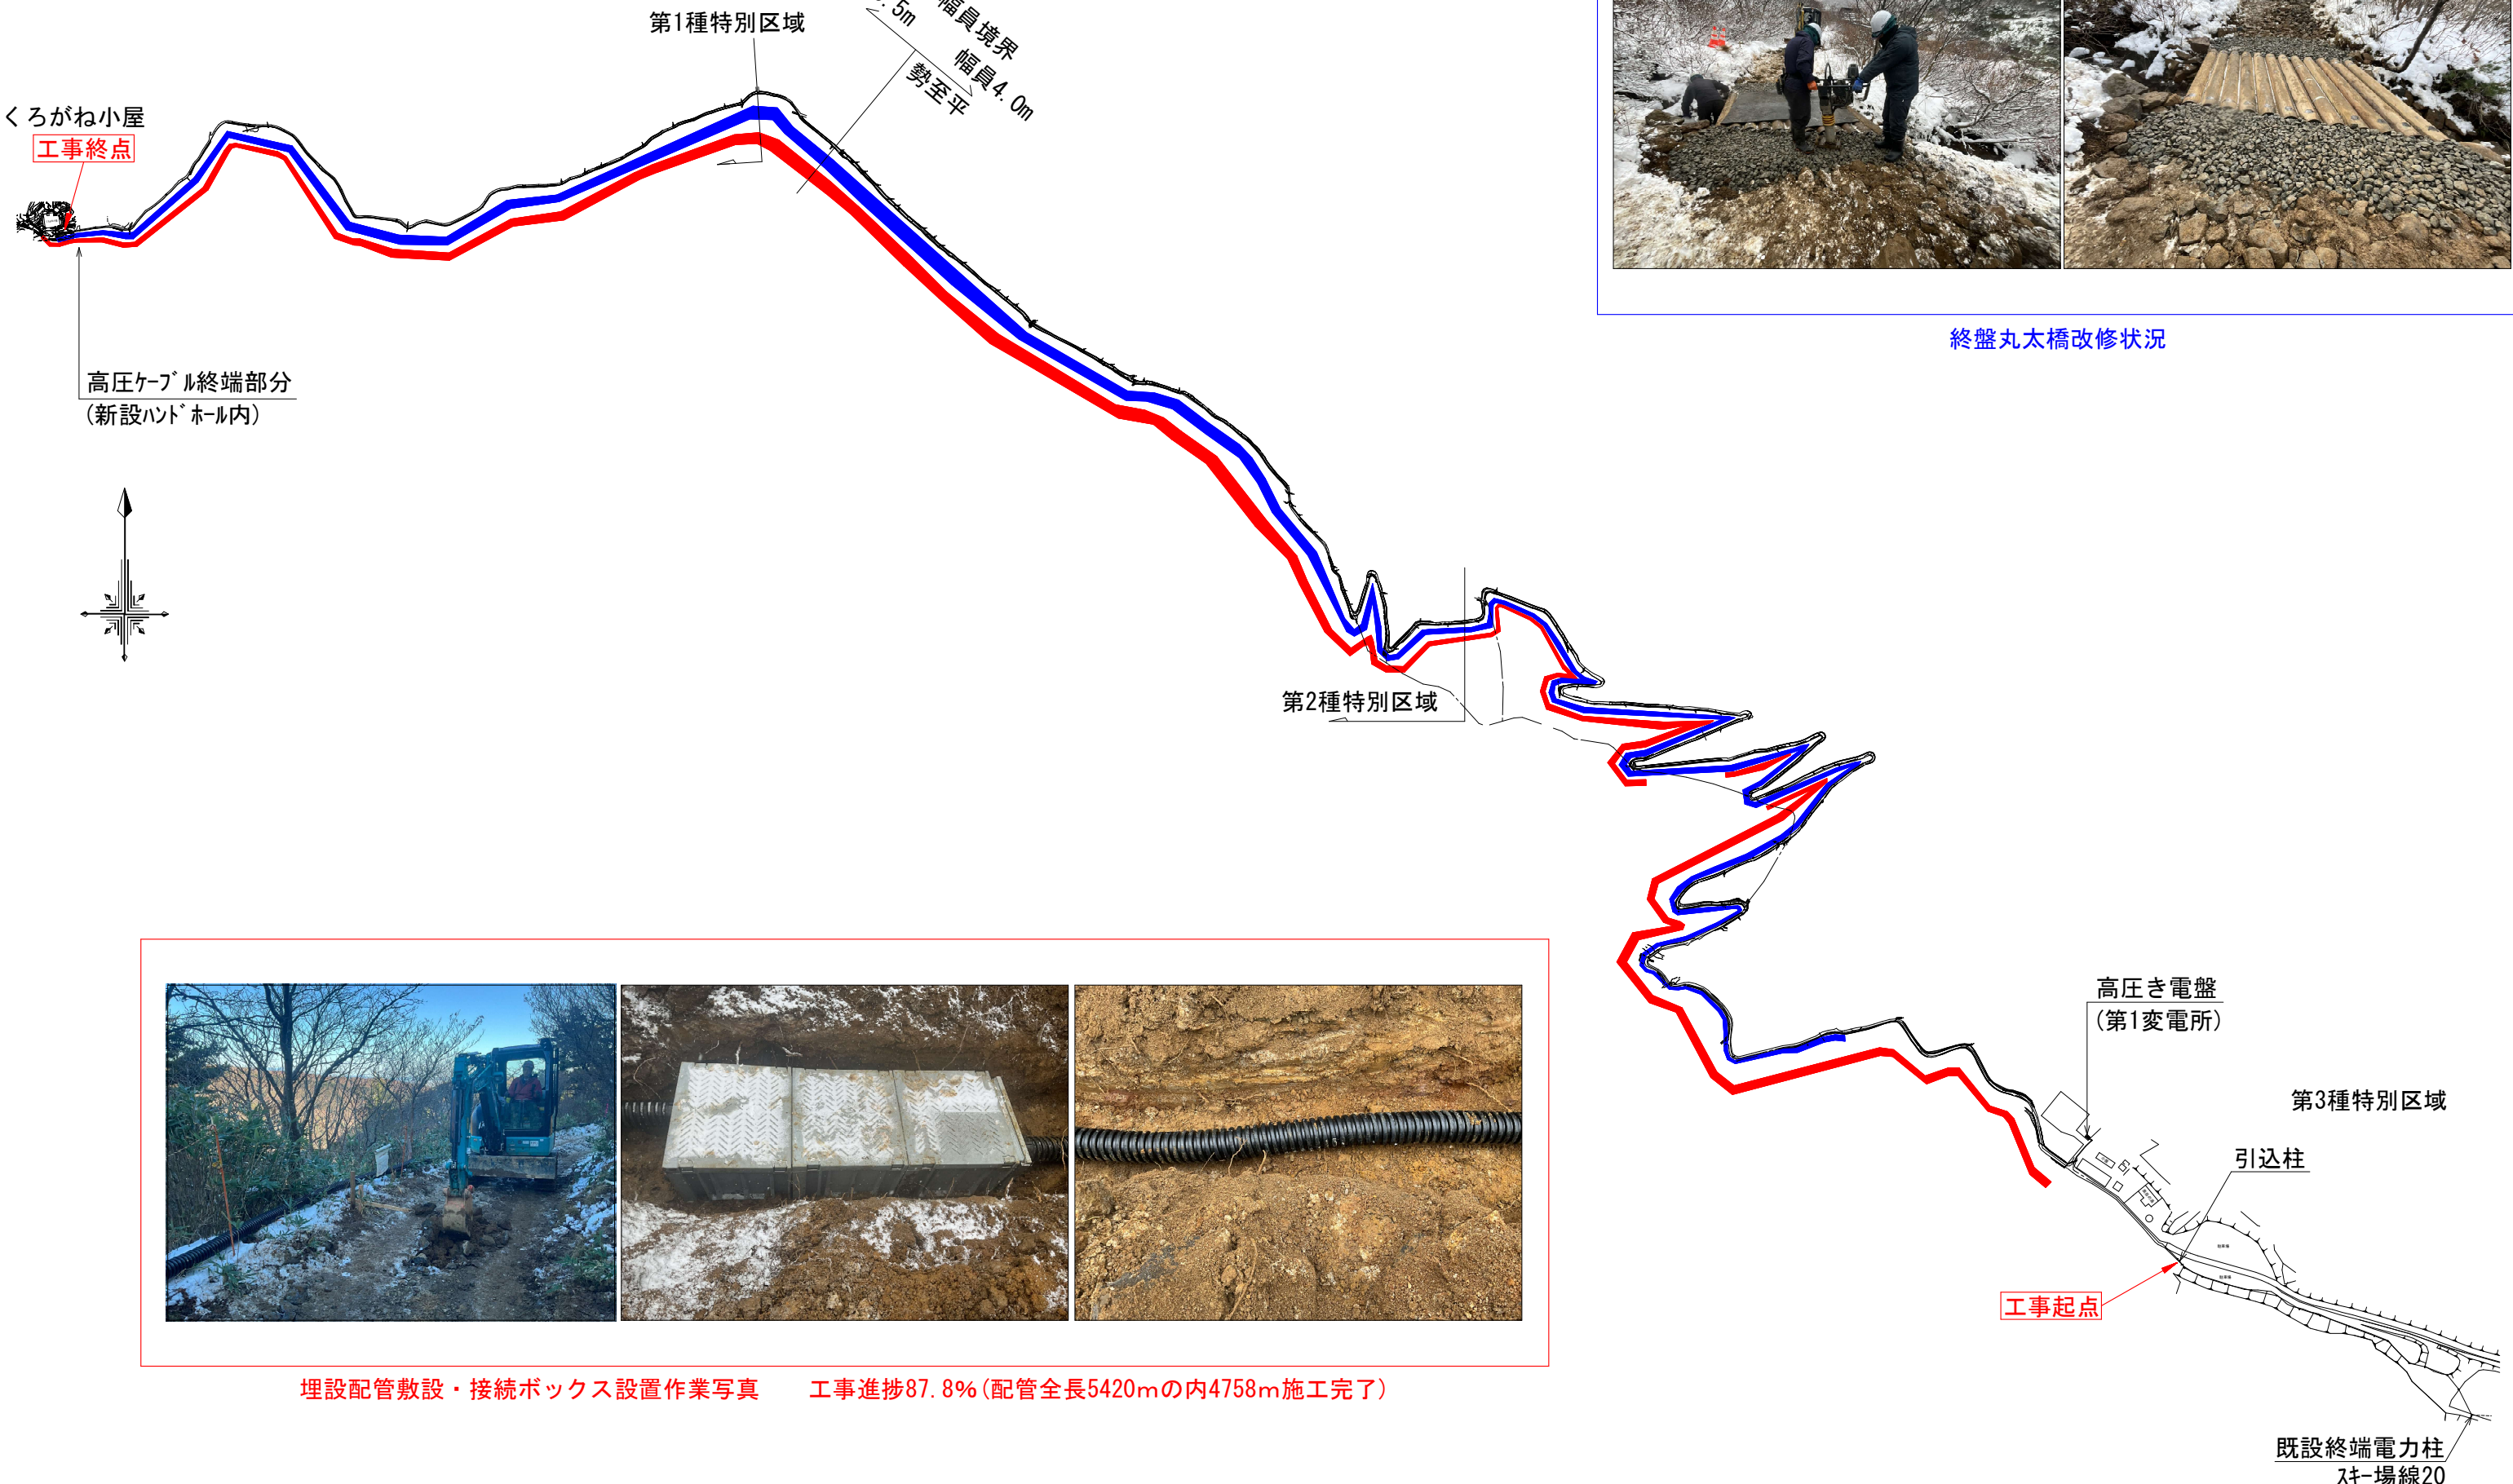 第1種特別区域
幅員境界
幅員4.0m
勢至平
くろがね小屋
工事終点
高圧ｹｰﾌﾞﾙ終端部分
(新設ﾊﾝﾄﾞﾎｰﾙ内)
終盤丸太橋改修状況
第2種特別区域
高圧き電盤
(第1変電所)
第3種特別区域
引込柱
工事起点
埋設配管敷設・接続ボックス設置作業写真　　工事進捗87.8%(配管全長5420mの内4758m施工完了)
既設終端電力柱
ｽｷｰ場線20